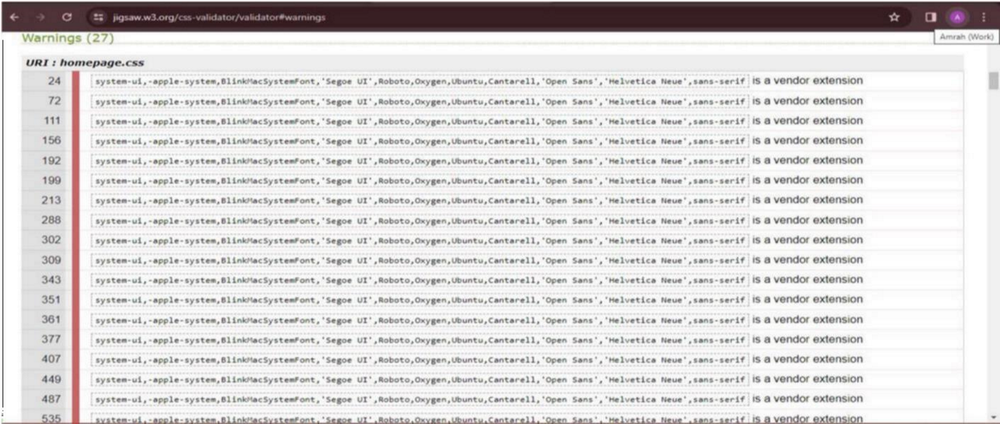 jigsaw.w3.org/css-validator/validator#warnings
A
Amrah (Work)
Warnings (27)
URI : homepage.css
24 system-ui,-apple-system,BlinkMacSystemFont,'Segoe UI',Roboto,Oxygen,Ubuntu,Cantarell,'Open Sans','Helvetica Neue',sans-serif is a vendor extension
72 system-ui,-apple-system,BlinkMacSystemFont,'Segoe UI',Roboto,Oxygen,Ubuntu,Cantarell,'Open Sans','Helvetica Neue',sans-serif is a vendor extension
111 system-ui,-apple-system,BlinkMacSystemFont,'Segoe UI',Roboto,Oxygen,Ubuntu,Cantarell,'Open Sans','Helvetica Neue',sans-serif is a vendor extension
156 system-ui,-apple-system,BlinkMacSystemFont,'Segoe UI',Roboto,Oxygen,Ubuntu,Cantarell,'Open Sans','Helvetica Neue',sans-serif is a vendor extension
192 system-ui,-apple-system,BlinkMacSystemFont,'Segoe UI',Roboto,Oxygen,Ubuntu,Cantarell,'Open Sans','Helvetica Neue',sans-serif is a vendor extension
199 system-ui,-apple-system,BlinkMacSystemFont,'Segoe UI',Roboto,Oxygen,Ubuntu,Cantarell,'Open Sans','Helvetica Neue',sans-serif is a vendor extension
213 system-ui,-apple-system,BlinkMacSystemFont,'Segoe UI',Roboto,Oxygen,Ubuntu,Cantarell,'Open Sans','Helvetica Neue',sans-serif is a vendor extension
288 system-ui,-apple-system,BlinkMacSystemFont,'Segoe UI',Roboto,Oxygen,Ubuntu,Cantarell,'Open Sans','Helvetica Neue',sans-serif is a vendor extension
302 system-ui,-apple-system,BlinkMacSystemFont,'Segoe UI',Roboto,Oxygen,Ubuntu,Cantarell,'Open Sans','Helvetica Neue',sans-serif is a vendor extension
309 system-ui,-apple-system,BlinkMacSystemFont,'Segoe UI',Roboto,Oxygen,Ubuntu,Cantarell,'Open Sans','Helvetica Neue',sans-serif is a vendor extension
343 system-ui,-apple-system,BlinkMacSystemFont,'Segoe UI',Roboto,Oxygen,Ubuntu,Cantarell,'Open Sans','Helvetica Neue',sans-serif is a vendor extension
351 system-ui,-apple-system,BlinkMacSystemFont,'Segoe UI',Roboto,Oxygen,Ubuntu,Cantarell,'Open Sans','Helvetica Neue',sans-serif is a vendor extension
361 system-ui,-apple-system,BlinkMacSystemFont,'Segoe UI',Roboto,Oxygen,Ubuntu,Cantarell,'Open Sans','Helvetica Neue',sans-serif is a vendor extension
377 system-ui,-apple-system,BlinkMacSystemFont,'Segoe UI',Roboto,Oxygen,Ubuntu,Cantarell,'Open Sans','Helvetica Neue',sans-serif is a vendor extension
407 system-ui,-apple-system,BlinkMacSystemFont,'Segoe UI',Roboto,Oxygen,Ubuntu,Cantarell,'Open Sans','Helvetica Neue',sans-serif is a vendor extension
449 system-ui,-apple-system,BlinkMacSystemFont,'Segoe UI',Roboto,Oxygen,Ubuntu,Cantarell,'Open Sans','Helvetica Neue',sans-serif is a vendor extension
487 system-ui,-apple-system,BlinkMacSystemFont,'Segoe UI',Roboto,Oxygen,Ubuntu,Cantarell,'Open Sans','Helvetica Neue',sans-serif is a vendor extension
535 system-ui,-apple-system,BlinkMacSystemFont,'Segoe UI',Roboto,Oxygen,Ubuntu,Cantarell,'Open Sans','Helvetica Neue',sans-serif is a vendor extension